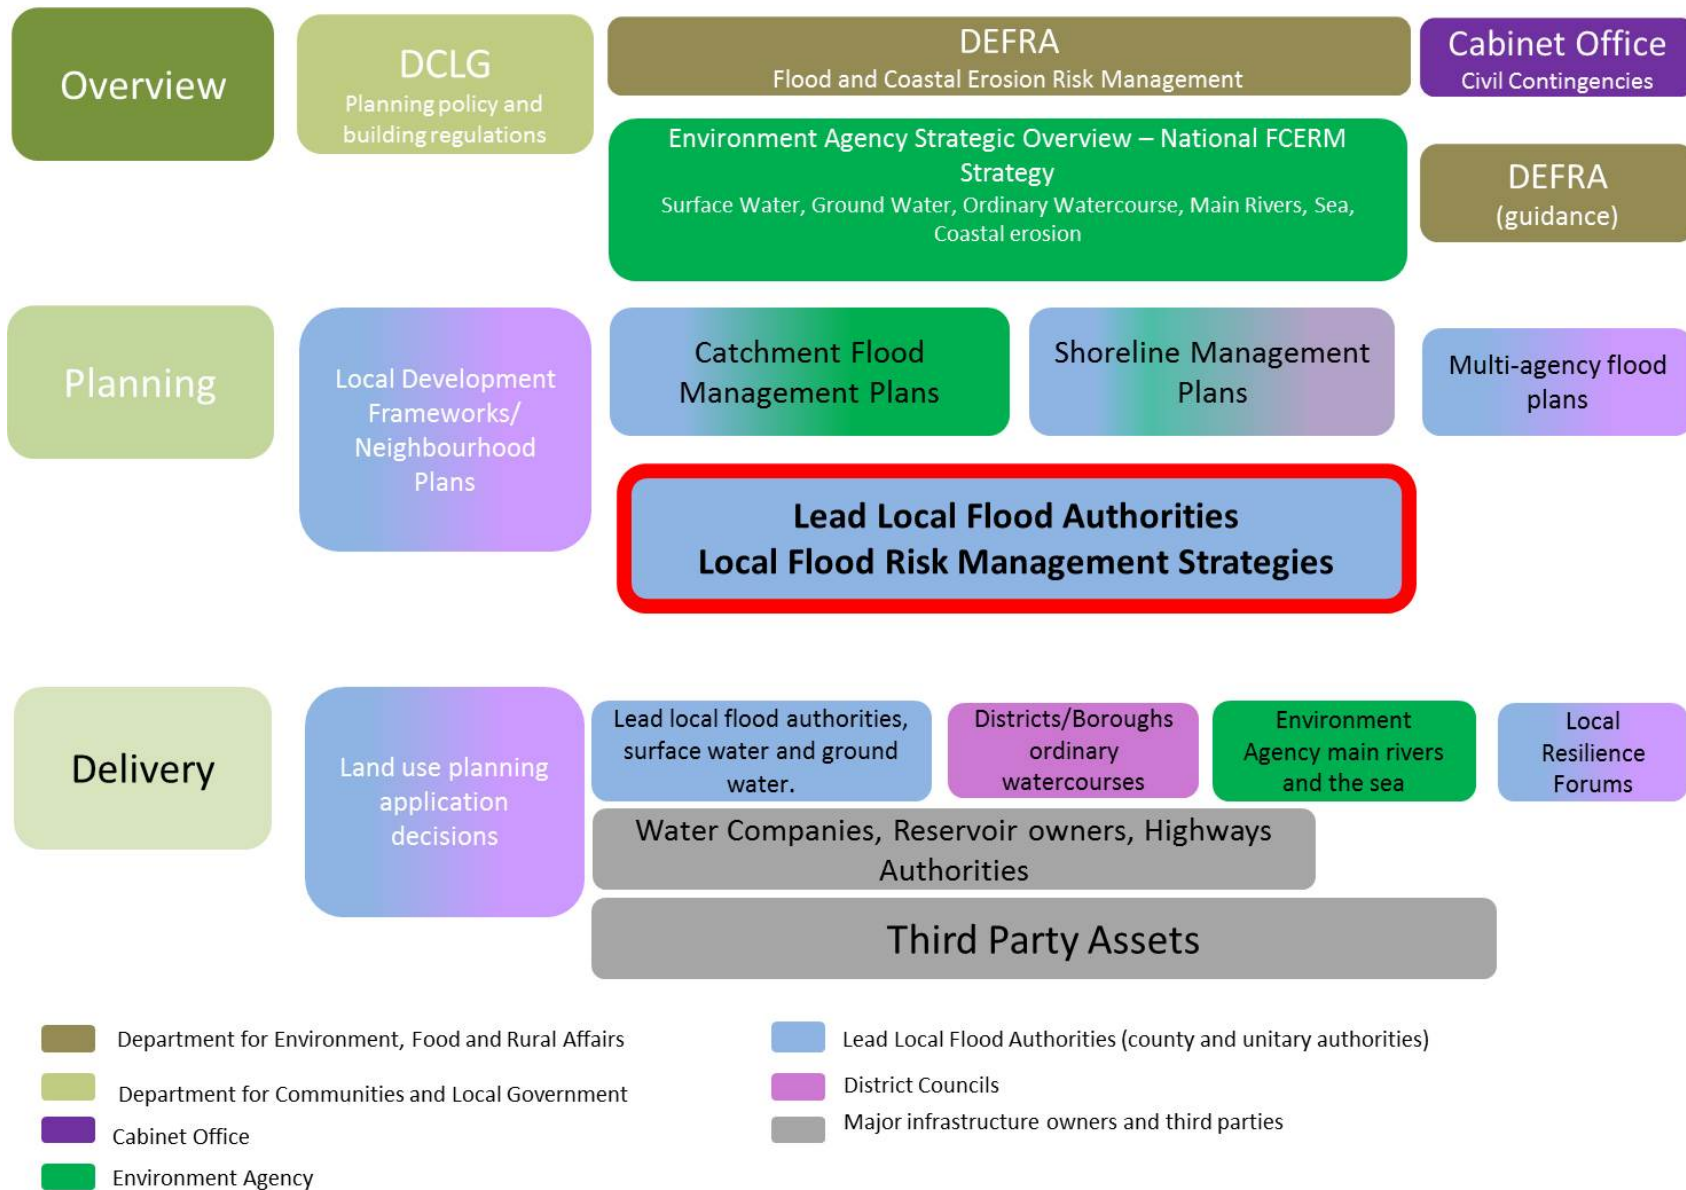 Overview
DCLG
Planning policy and
building regulations
DEFRA
Flood and Coastal Erosion Risk Management
Cabinet Office
Civil Contingencies
Environment Agency Strategic Overview – National FCERM
Strategy
Surface Water, Ground Water, Ordinary Watercourse, Main Rivers, Sea,
Coastal erosion
DEFRA
(guidance)
Planning
Local Development
Frameworks/
Neighbourhood
Plans
Catchment Flood
Management Plans
Shoreline Management
Plans
Multi-agency flood
plans
Lead Local Flood Authorities
Local Flood Risk Management Strategies
Delivery
Land use planning
application
decisions
Lead local flood authorities,
surface water and ground
water.
Districts/Boroughs
ordinary
watercourses
Environment
Agency main rivers
and the sea
Local
Resilience
Forums
Water Companies, Reservoir owners, Highways
Authorities
Third Party Assets
Department for Environment, Food and Rural Affairs
Department for Communities and Local Government
Cabinet Office
Environment Agency
Lead Local Flood Authorities (county and unitary authorities)
District Councils
Major infrastructure owners and third parties